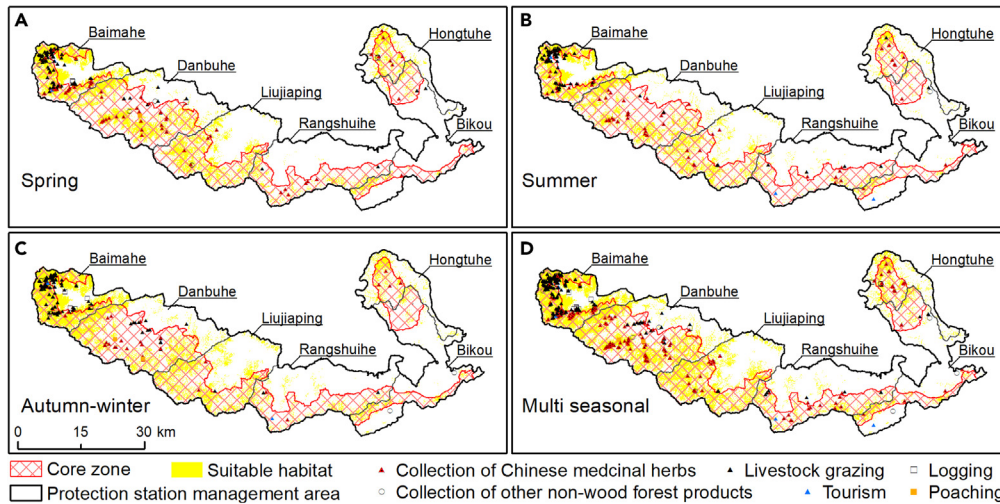 A
Baimahe
Danbuhe
Liujiaping
Rangshuihe
Hongtuhe
Bikou
Spring
B
Baimahe
Danbuhe
Liujiaping
Rangshuihe
Hongtuhe
Bikou
Summer
C
Baimahe
Danbuhe
Liujiaping
Rangshuihe
Hongtuhe
Bikou
Autumn-winter
0 15 30 km
D
Baimahe
Danbuhe
Liujiaping
Rangshuihe
Hongtuhe
Bikou
Multi seasonal
Core zone Suitable habitat Collection of Chinese medcinal herbs Livestock grazing Logging
Protection station management area Collection of other non-wood forest products Tourism Poaching